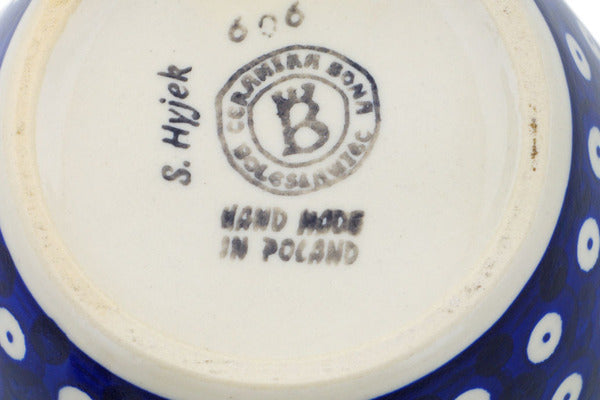 606
S. Hyjek
CERAMIKA BONA
B
BOLESŁAWIEC
HAND MADE
IN POLAND